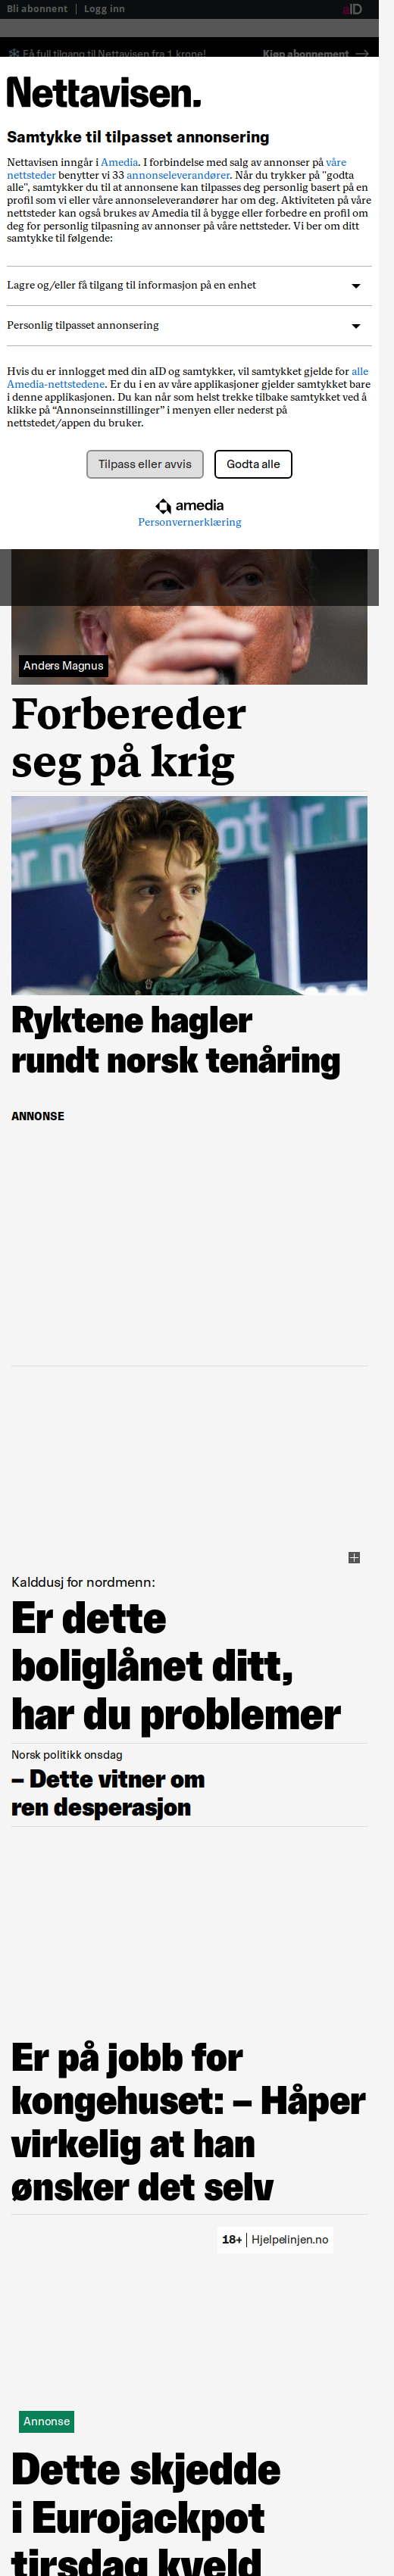 Bli abonnent | Logg inn
aID
Få full tilgang til Nettavisen fra 1 krone!
Kjøp abonnement →
Nettavisen.
Samtykke til tilpasset annonsering
Nettavisen inngår i Amedia. I forbindelse med salg av annonser på våre
nettsteder benytter vi 33 annonseleverandører. Når du trykker på "godta
alle", samtykker du til at annonsene kan tilpasses deg personlig basert på en
profil som vi eller våre annonseleverandører har om deg. Aktiviteten på våre
nettsteder kan også brukes av Amedia til å bygge eller forbedre en profil om
deg for personlig tilpasning av annonser på våre nettsteder. Vi ber om ditt
samtykke til følgende:
Lagre og/eller få tilgang til informasjon på en enhet
Personlig tilpasset annonsering
Hvis du er innlogget med din aID og samtykker, vil samtykket gjelde for alle
Amedia-nettstedene. Er du i en av våre applikasjoner gjelder samtykket bare
i denne applikasjonen. Du kan når som helst trekke tilbake samtykket ved å
klikke på “Annonseinnstillinger” i menyen eller nederst på
nettstedet/appen du bruker.
Tilpass eller avvis
Godta alle
amedia
Personvernerklæring
Anders Magnus
Forbereder
seg på krig
Ryktene hagler
rundt norsk tenåring
ANNONSE
Kalddusj for nordmenn:
Er dette
boliglånet ditt,
har du problemer
Norsk politikk onsdag
– Dette vitner om
ren desperasjon
Er på jobb for
kongehuset: – Håper
virkelig at han
ønsker det selv
18+ | Hjelpelinjen.no
Annonse
Dette skjedde
i Eurojackpot
tirsdag kveld